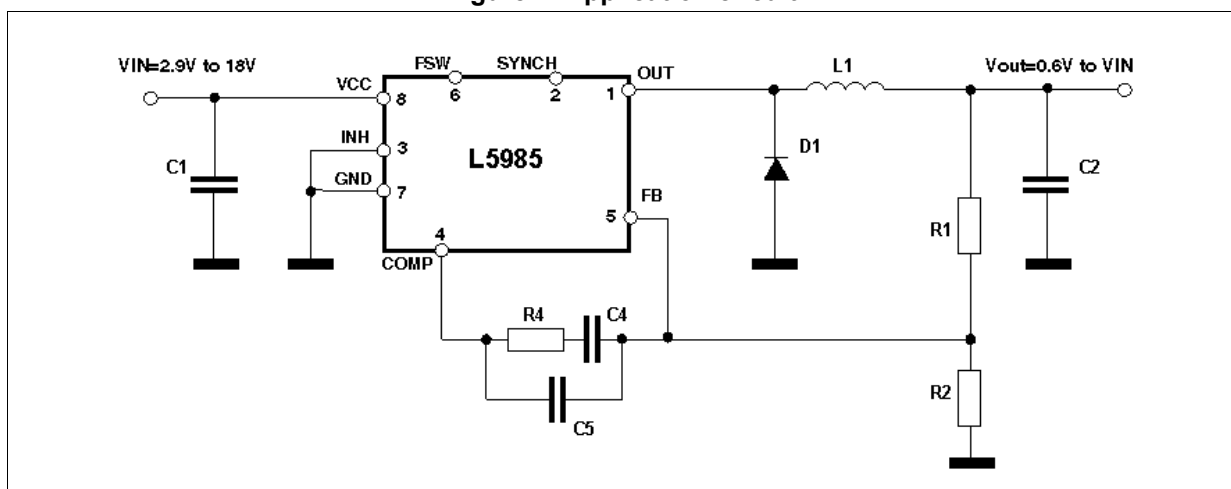 VIN=2.9V to 18V
FSW
SYNCH
VCC
8
6
2
1
OUT
L1
Vout=0.6V to VIN
INH
3
L5985
D1
C1
GND
7
FB
5
C2
R1
4
COMP
R4
C4
C5
R2